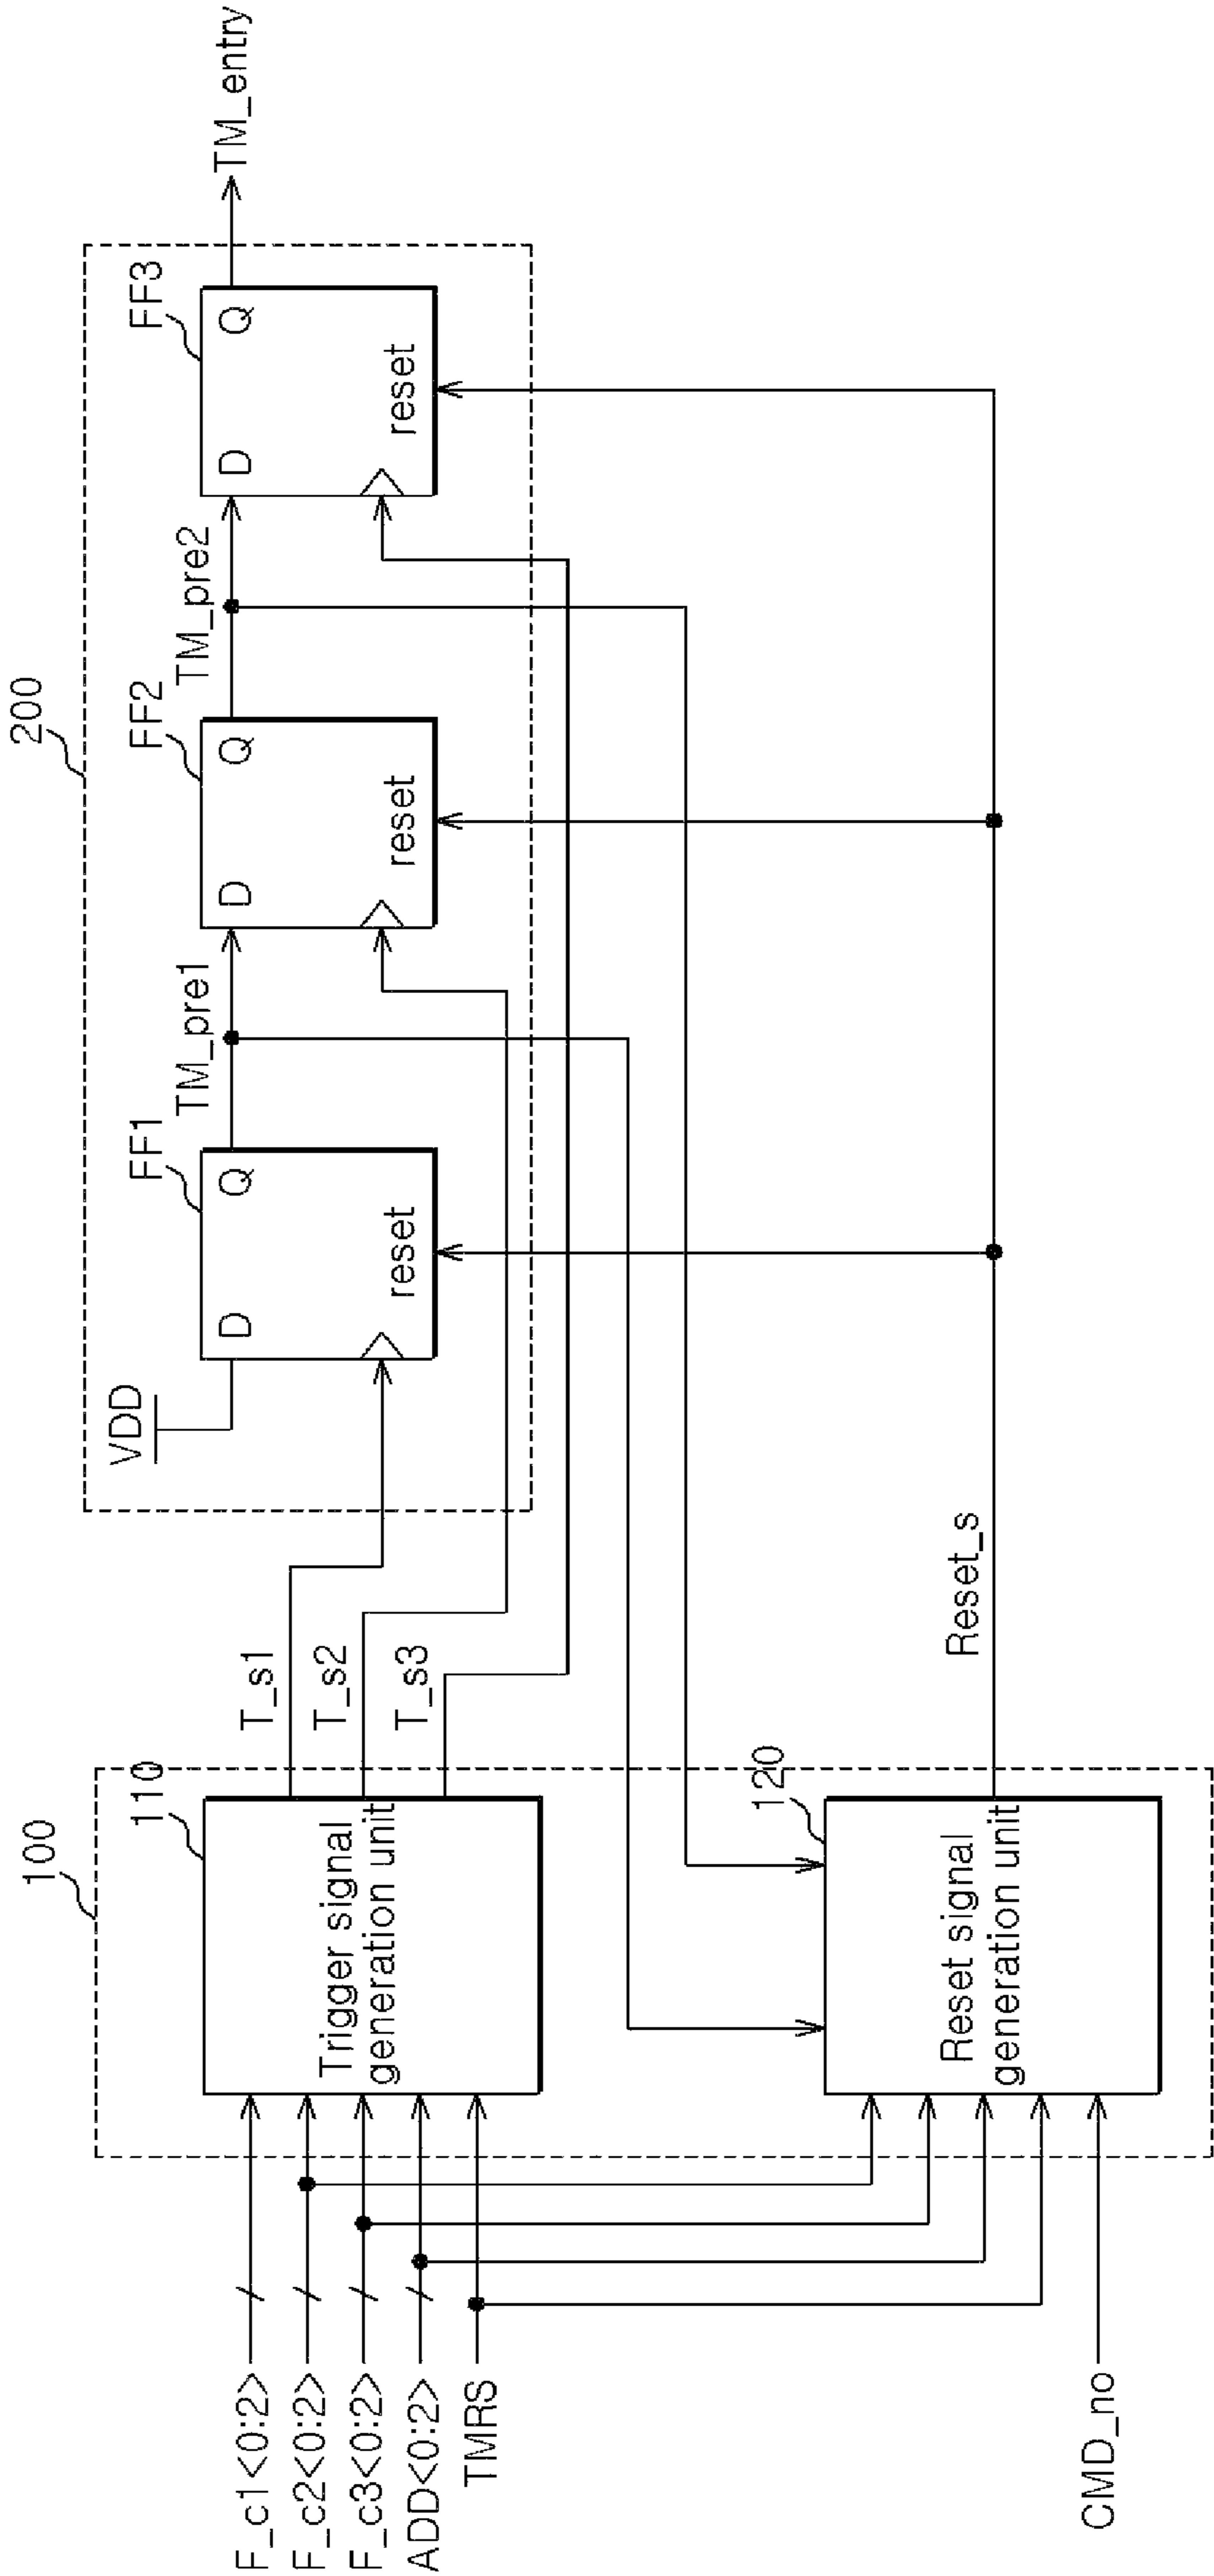 200
VDD
D
Q
reset
FF1
TM_pre1
D
Q
reset
FF2
TM_pre2
D
Q
reset
FF3
TM_entry
100
110
Trigger signal
generation unit
T_s1
T_s2
T_s3
F_c1<0:2>
F_c2<0:2>
F_c3<0:2>
ADD<0:2>
TMRS
CMD_no
120
Reset signal
generation unit
Reset_s